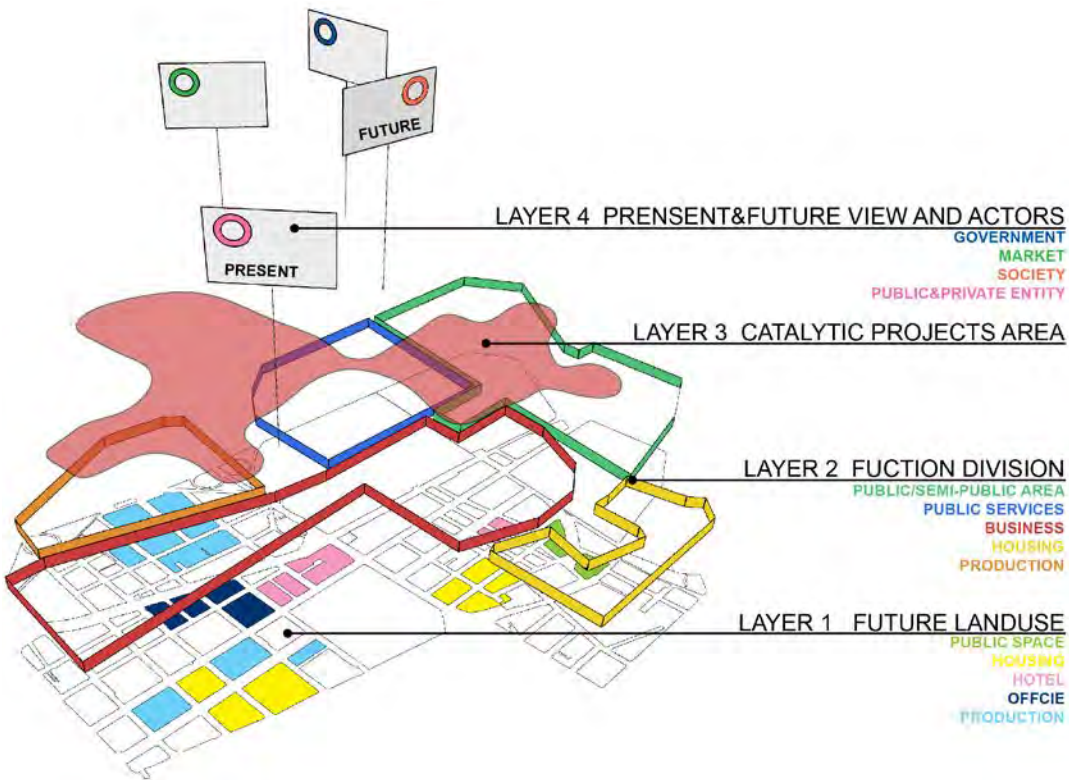 FUTURE
PRESENT
LAYER 4 PRENSENT&FUTURE VIEW AND ACTORS
GOVERNMENT
MARKET
SOCIETY
PUBLIC&PRIVATE ENTITY
LAYER 3 CATALYTIC PROJECTS AREA
LAYER 2 FUCTION DIVISION
PUBLIC/SEMI-PUBLIC AREA
PUBLIC SERVICES
BUSINESS
HOUSING
PRODUCTION
LAYER 1 FUTURE LANDUSE
PUBLIC SPACE
HOUSING
HOTEL
OFFCIE
PRODUCTION